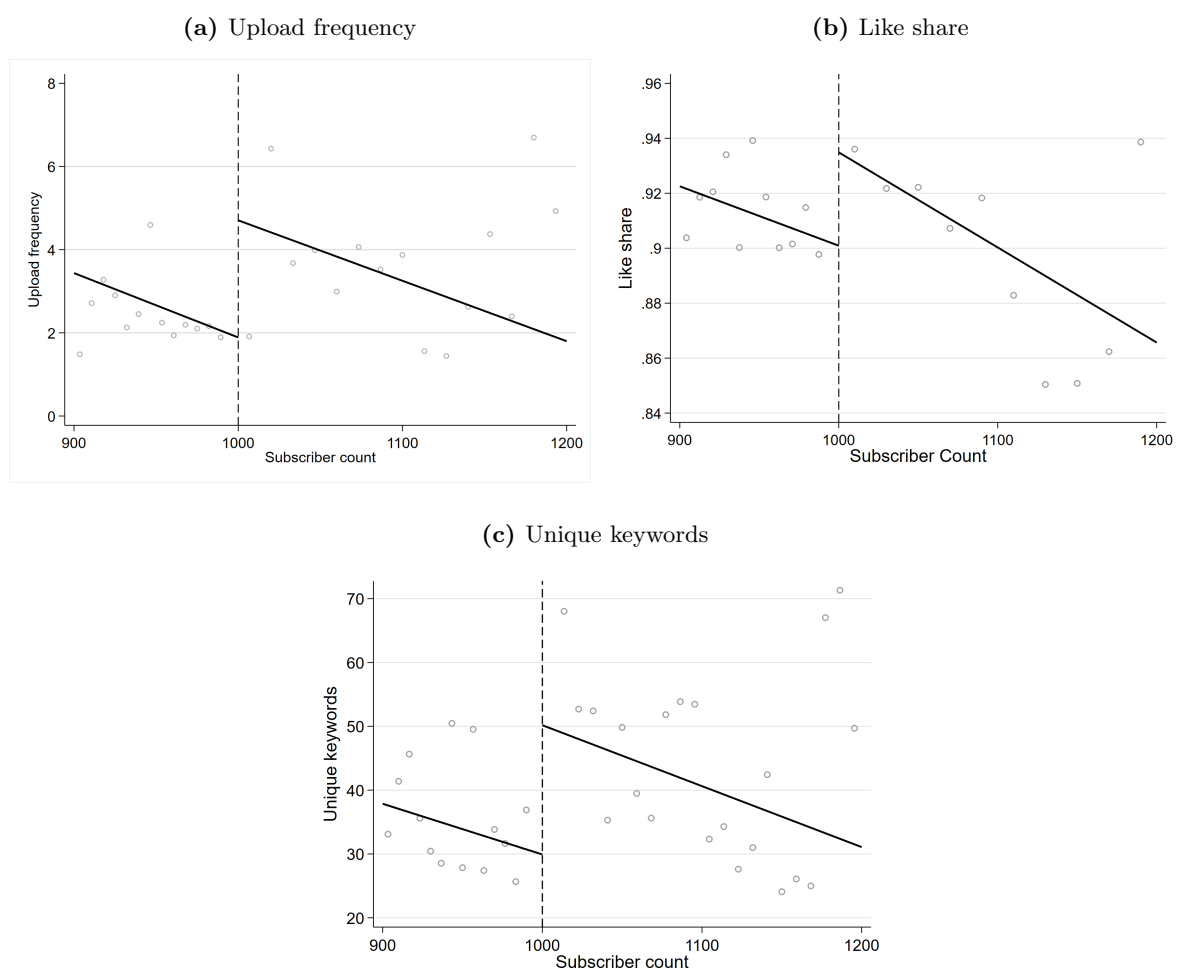 (a) Upload frequency
8
6
4
2
0
Upload frequency
900 1000 1100 1200
Subscriber count
(b) Like share
.96
.94
.92
.9
.88
.86
.84
Like share
900 1000 1100 1200
Subscriber Count
(c) Unique keywords
70
60
50
40
30
20
Unique keywords
900 1000 1100 1200
Subscriber count